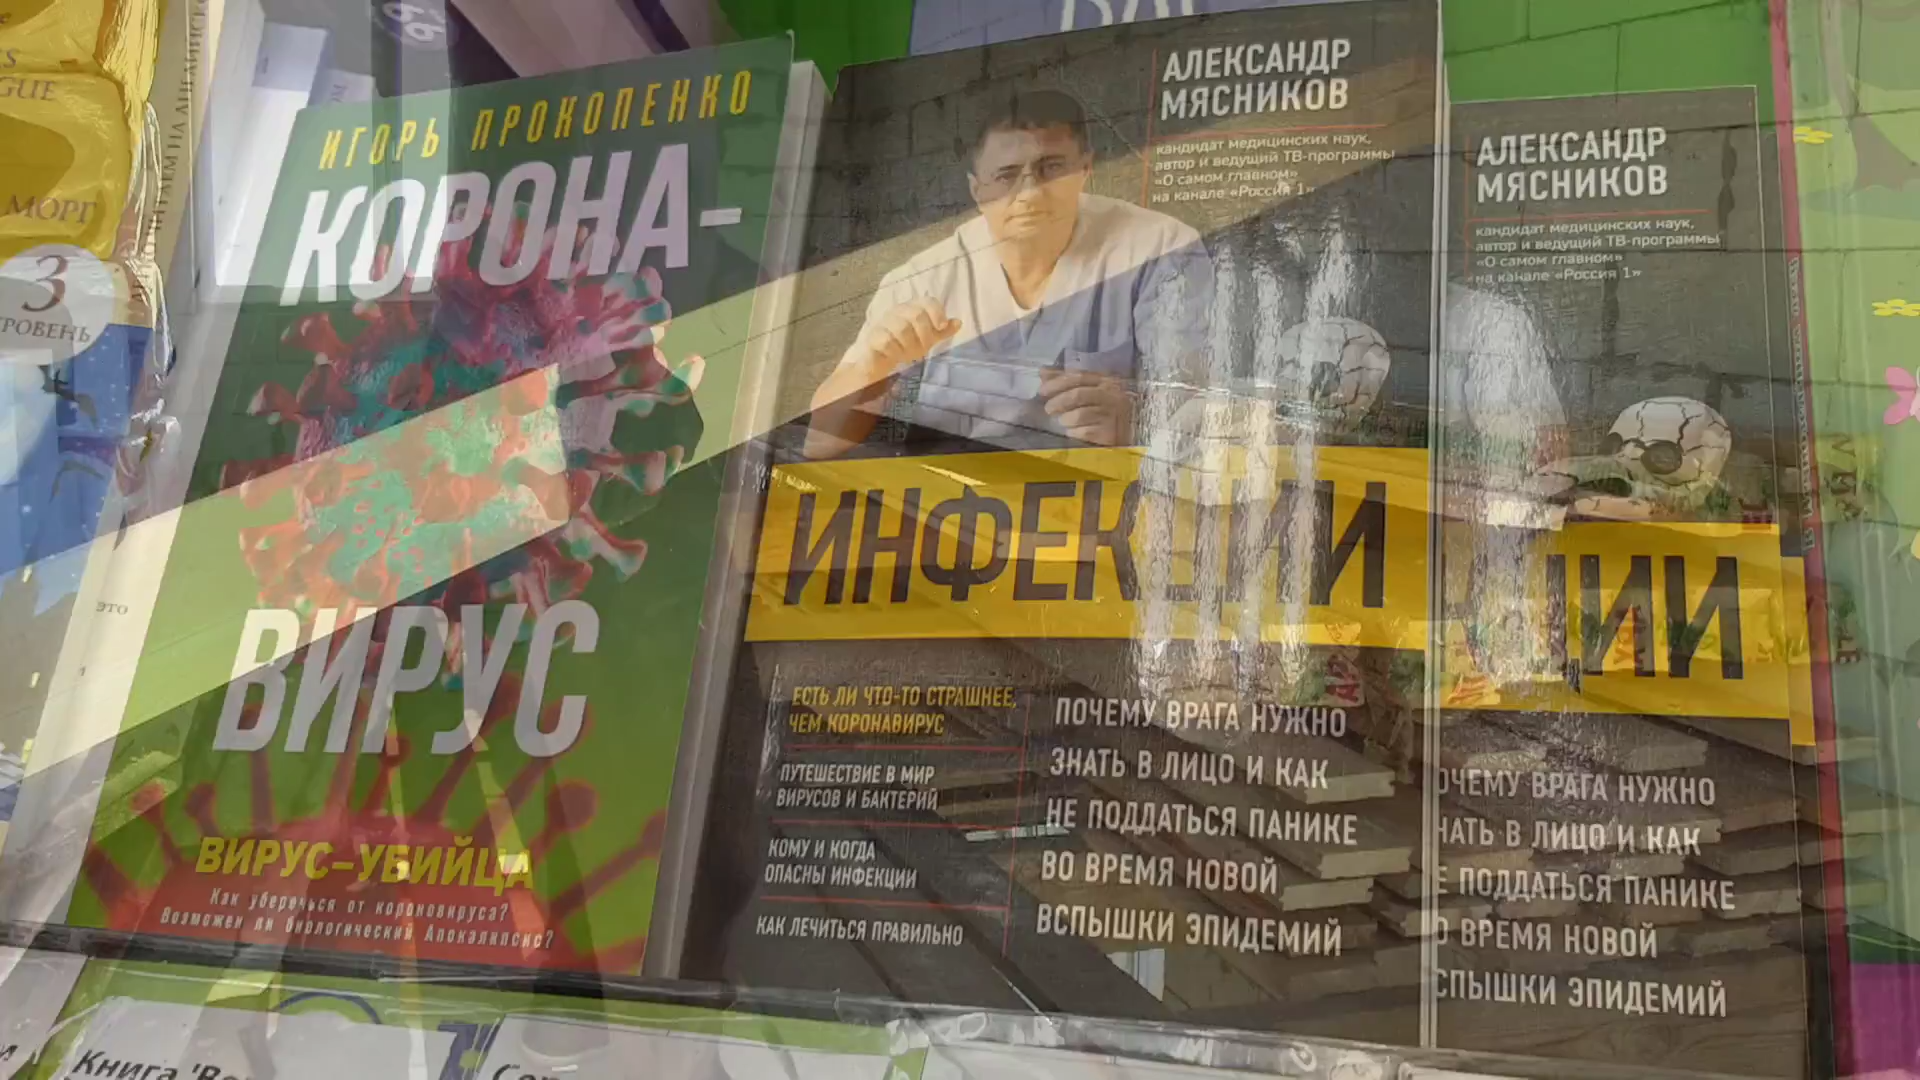 GUE
МОРГ
3
УРОВЕНЬ
ЭТО
ИГОРЬ ПРОКОПЕНКО
КОРОНА-
ВИРУС
ВИРУС-УБИЙЦА
Как уберечься от короновируса?
Возможен ли биологический Апокалипсис?
АЛЕКСАНДР
МЯСНИКОВ
кандидат медицинских наук,
автор и ведущий ТВ-программы
«О самом главном»
на канале «Россия 1»
ИНФЕКЦИИ
ЕСТЬ ЛИ ЧТО-ТО СТРАШНЕЕ,
ЧЕМ КОРОНАВИРУС
ПУТЕШЕСТВИЕ В МИР
ВИРУСОВ И БАКТЕРИЙ
КОМУ И КОГДА
ОПАСНЫ ИНФЕКЦИИ
КАК ЛЕЧИТЬСЯ ПРАВИЛЬНО
ПОЧЕМУ ВРАГА НУЖНО
ЗНАТЬ В ЛИЦО И КАК
НЕ ПОДДАТЬСЯ ПАНИКЕ
ВО ВРЕМЯ НОВОЙ
ВСПЫШКИ ЭПИДЕМИЙ
АЛЕКСАНДР
МЯСНИКОВ
кандидат медицинских наук,
автор и ведущий ТВ-программы
«О самом главном»
на канале «Россия 1»
ЦИИ
ОЧЕМУ ВРАГА НУЖНО
НАТЬ В ЛИЦО И КАК
Е ПОДДАТЬСЯ ПАНИКЕ
О ВРЕМЯ НОВОЙ
СПЫШКИ ЭПИДЕМИЙ
Книга